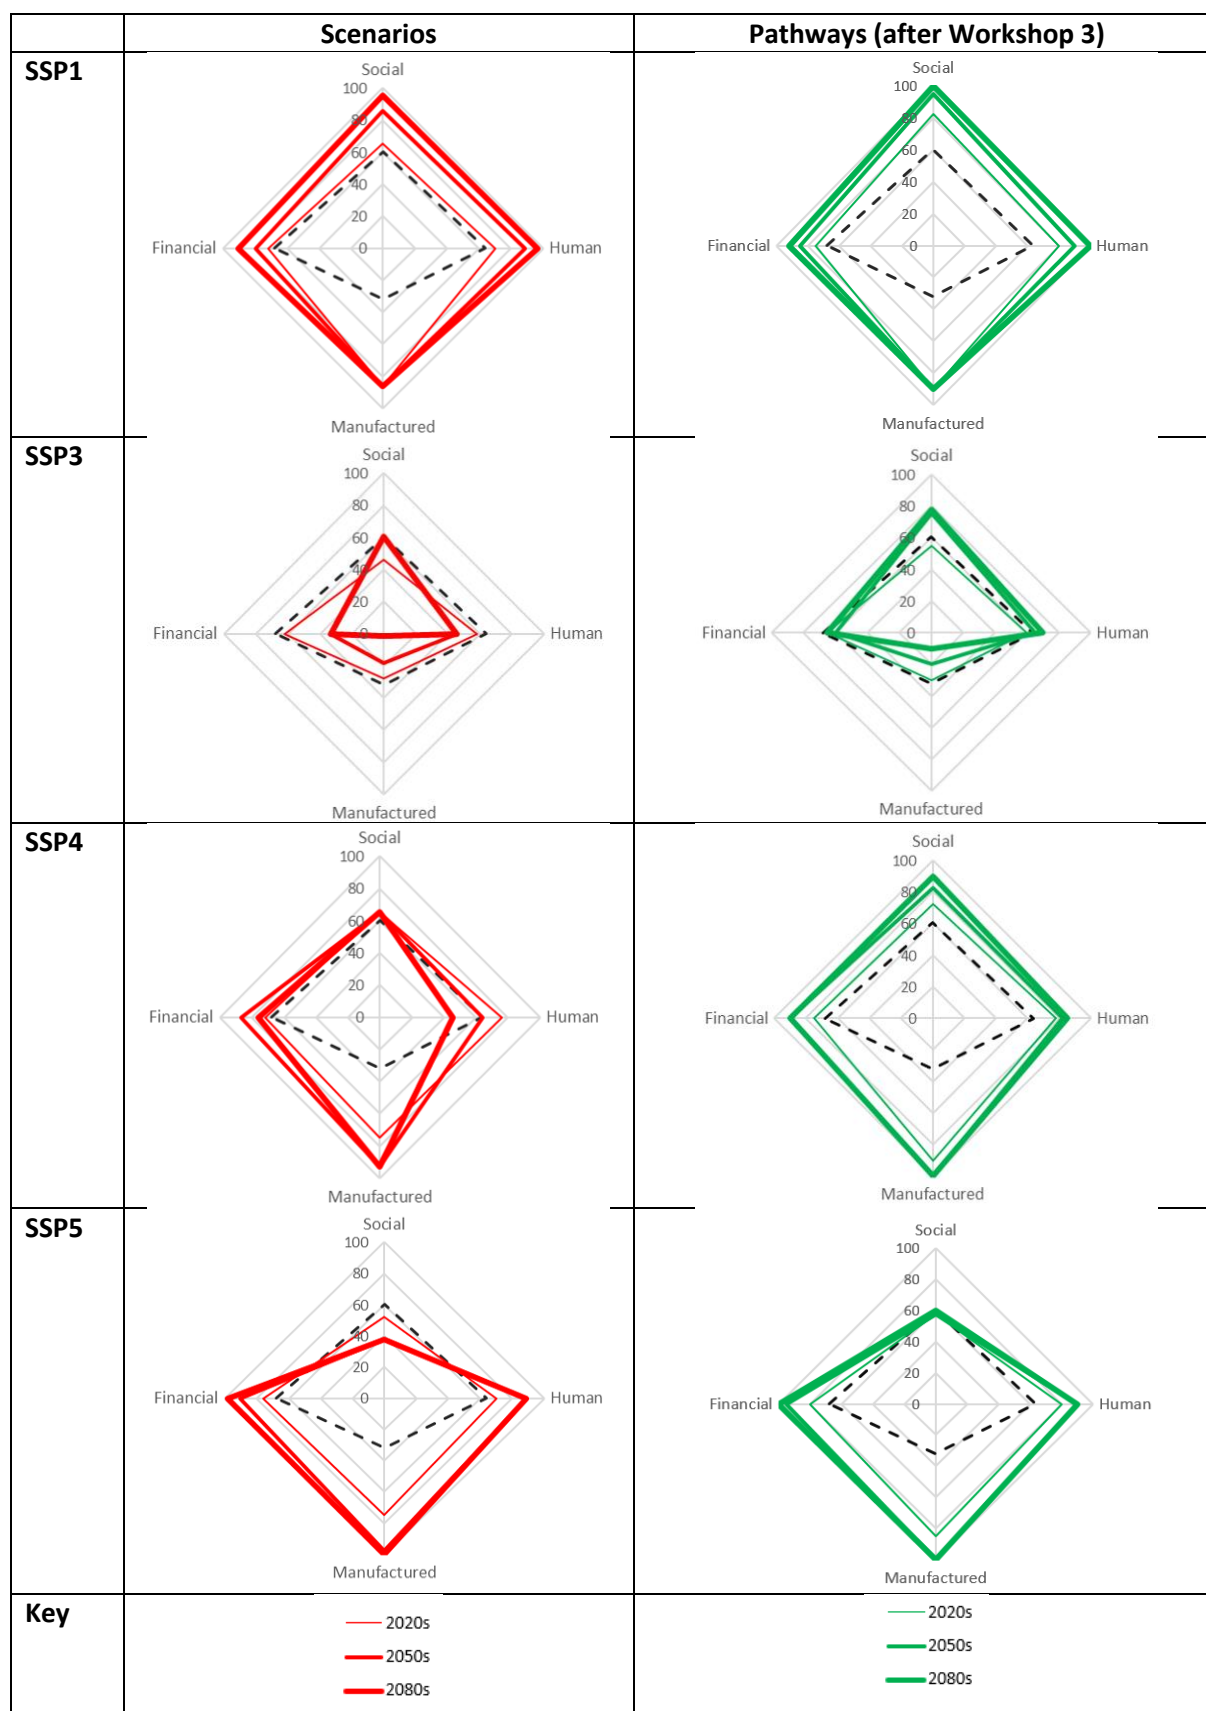 Scenarios
Pathways (after Workshop 3)
SSP1
Social
100
80
60
40
20
0
Financial
Human
Manufactured
Social
100
80
60
40
20
0
Financial
Human
Manufactured
SSP3
Social
100
80
60
40
20
0
Financial
Human
Manufactured
Social
100
80
60
40
20
0
Financial
Human
Manufactured
SSP4
Social
100
80
60
40
20
0
Financial
Human
Manufactured
Social
100
80
60
40
20
0
Financial
Human
Manufactured
SSP5
Social
100
80
60
40
20
0
Financial
Human
Manufactured
Social
100
80
60
40
20
0
Financial
Human
Manufactured
Key
2020s
2050s
2080s
2020s
2050s
2080s